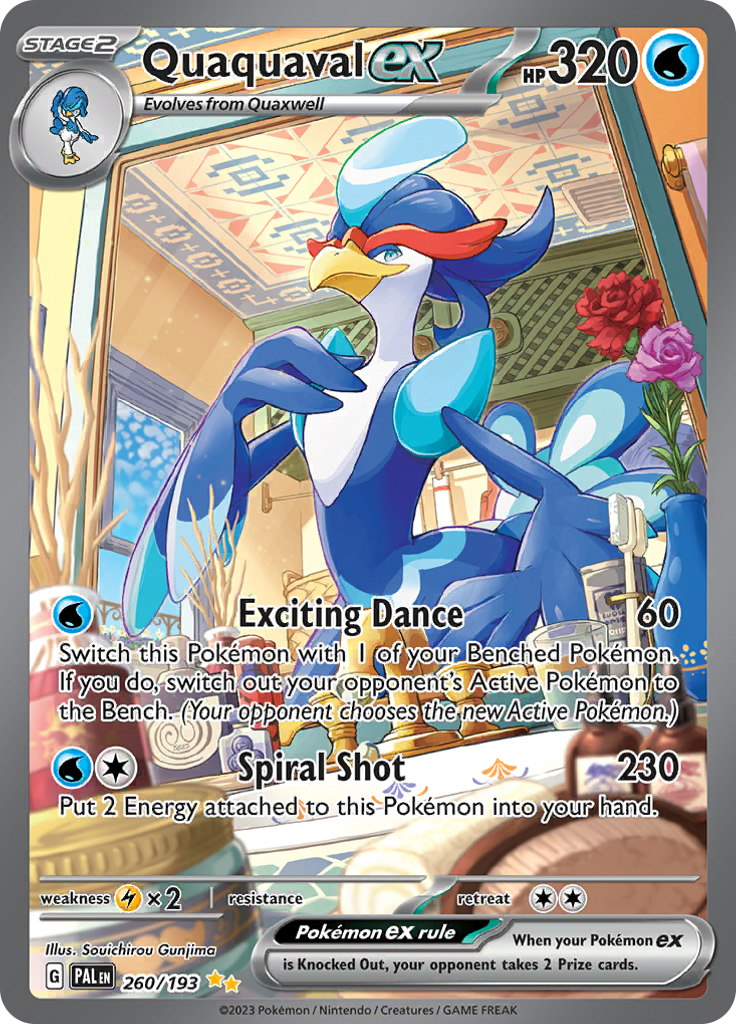 STAGE2
Quaquaval ex HP 320
Evolves from Quaxwell
Exciting Dance 60
Switch this Pokémon with 1 of your Benched Pokémon.
If you do, switch out your opponent's Active Pokémon to
the Bench. (Your opponent chooses the new Active Pokémon.)
Spiral Shot 230
Put 2 Energy attached to this Pokémon into your hand.
weakness ×2 resistance retreat
Illus. Souichirou Gunjima
Pokémon ex rule When your Pokémon ex
is Knocked Out, your opponent takes 2 Prize cards.
G PAL EN 260/193
©2023 Pokémon / Nintendo / Creatures / GAME FREAK